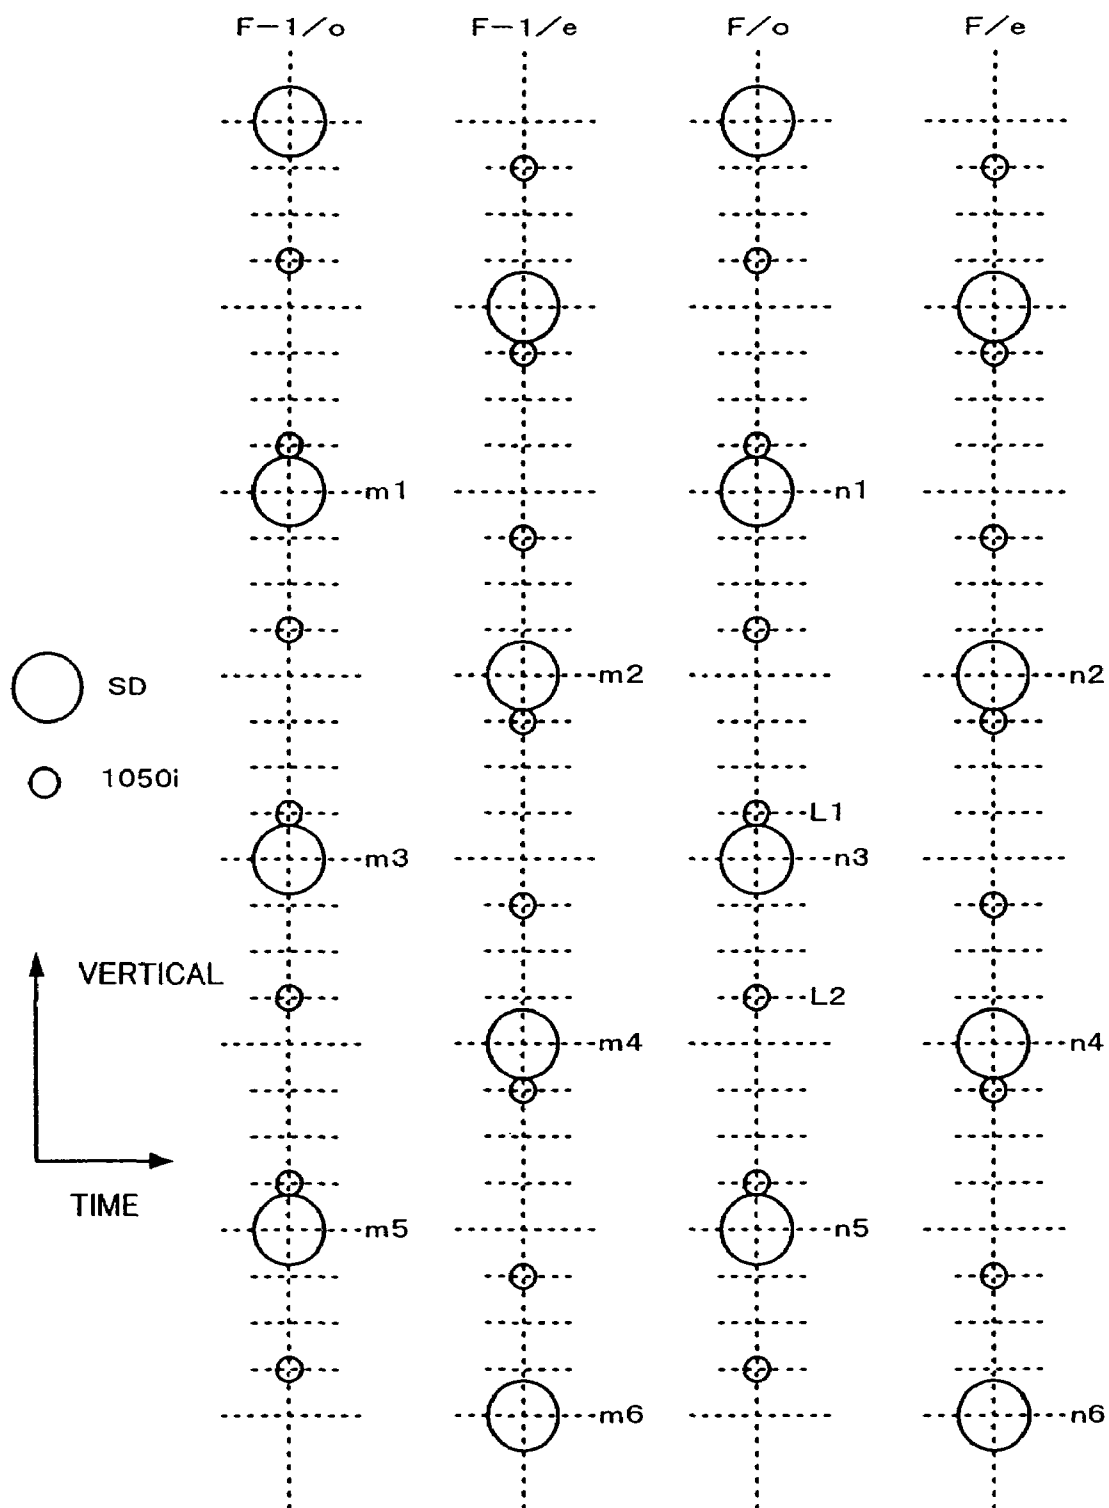 F-1/o F-1/e F/o F/e
m1 n1
SD m2 n2
1050i
L1
m3 n3
VERTICAL
L2
m4 n4
TIME
m5 n5
m6 n6